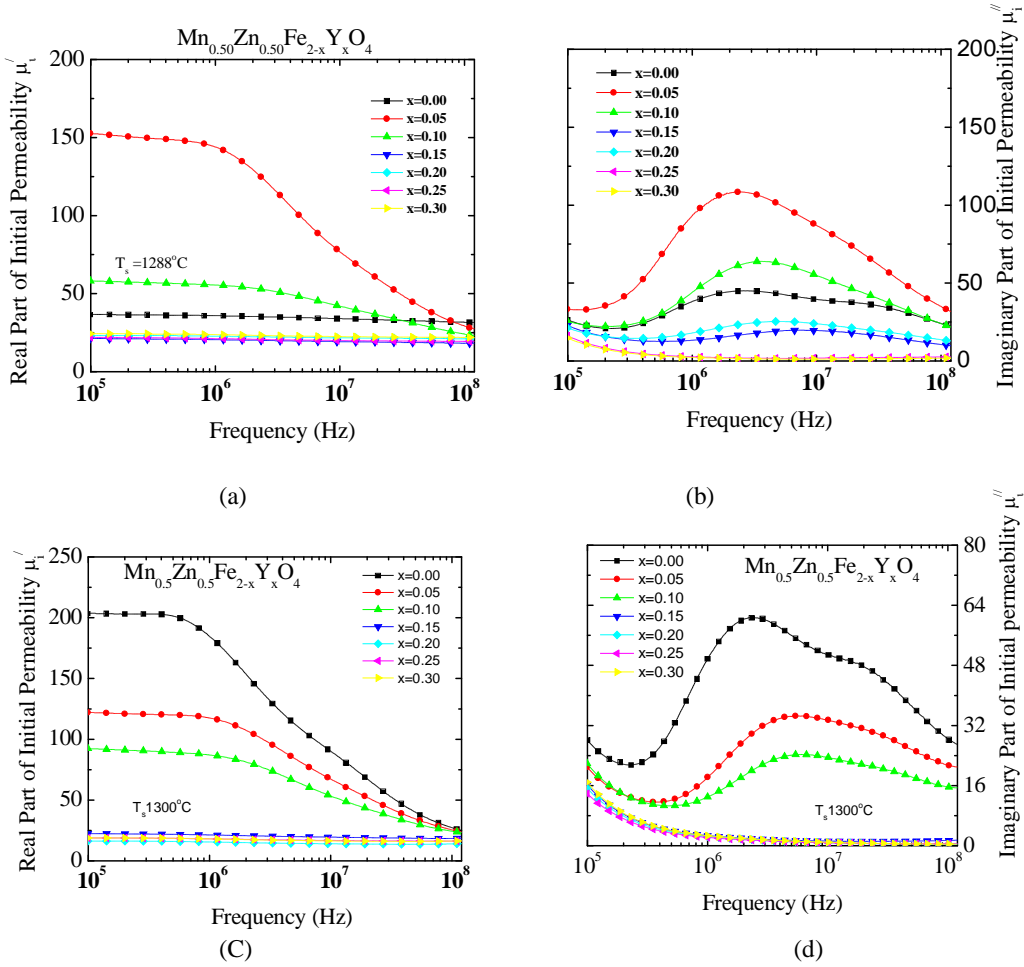 Mn0.50Zn0.50Fe2-xYxO4
Real Part of Initial Permeability μι′
200
150
100
50
0
x=0.00
x=0.05
x=0.10
x=0.15
x=0.20
x=0.25
x=0.30
Ts =1288oC
10^5 10^6 10^7 10^8
Frequency (Hz)
(a)
Imaginary Part of Initial Permeability μi″
200
150
100
50
0
x=0.00
x=0.05
x=0.10
x=0.15
x=0.20
x=0.25
x=0.30
10^5 10^6 10^7 10^8
Frequency (Hz)
(b)
Real Part of Initial Permeability μi′
250
200
150
100
50
0
Mn0.5Zn0.5Fe2-xYxO4
x=0.00
x=0.05
x=0.10
x=0.15
x=0.20
x=0.25
x=0.30
Ts1300oC
10^5 10^6 10^7 10^8
Frequency (Hz)
(C)
Imaginary Part of Initial permeability μι″
80
64
48
32
16
0
Mn0.5Zn0.5Fe2-xYxO4
x=0.00
x=0.05
x=0.10
x=0.15
x=0.20
x=0.25
x=0.30
Ts1300oC
10^5 10^6 10^7 10^8
Frequency (Hz)
(d)